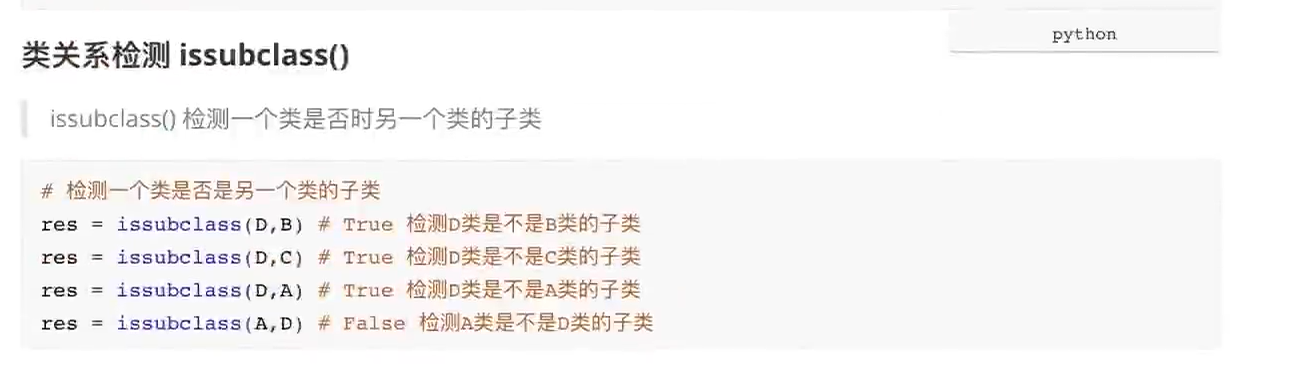 python
类关系检测 issubclass()
issubclass() 检测一个类是否时另一个类的子类
# 检测一个类是否是另一个类的子类
res = issubclass(D,B) # True 检测D类是不是B类的子类
res = issubclass(D,C) # True 检测D类是不是C类的子类
res = issubclass(D,A) # True 检测D类是不是A类的子类
res = issubclass(A,D) # False 检测A类是不是D类的子类